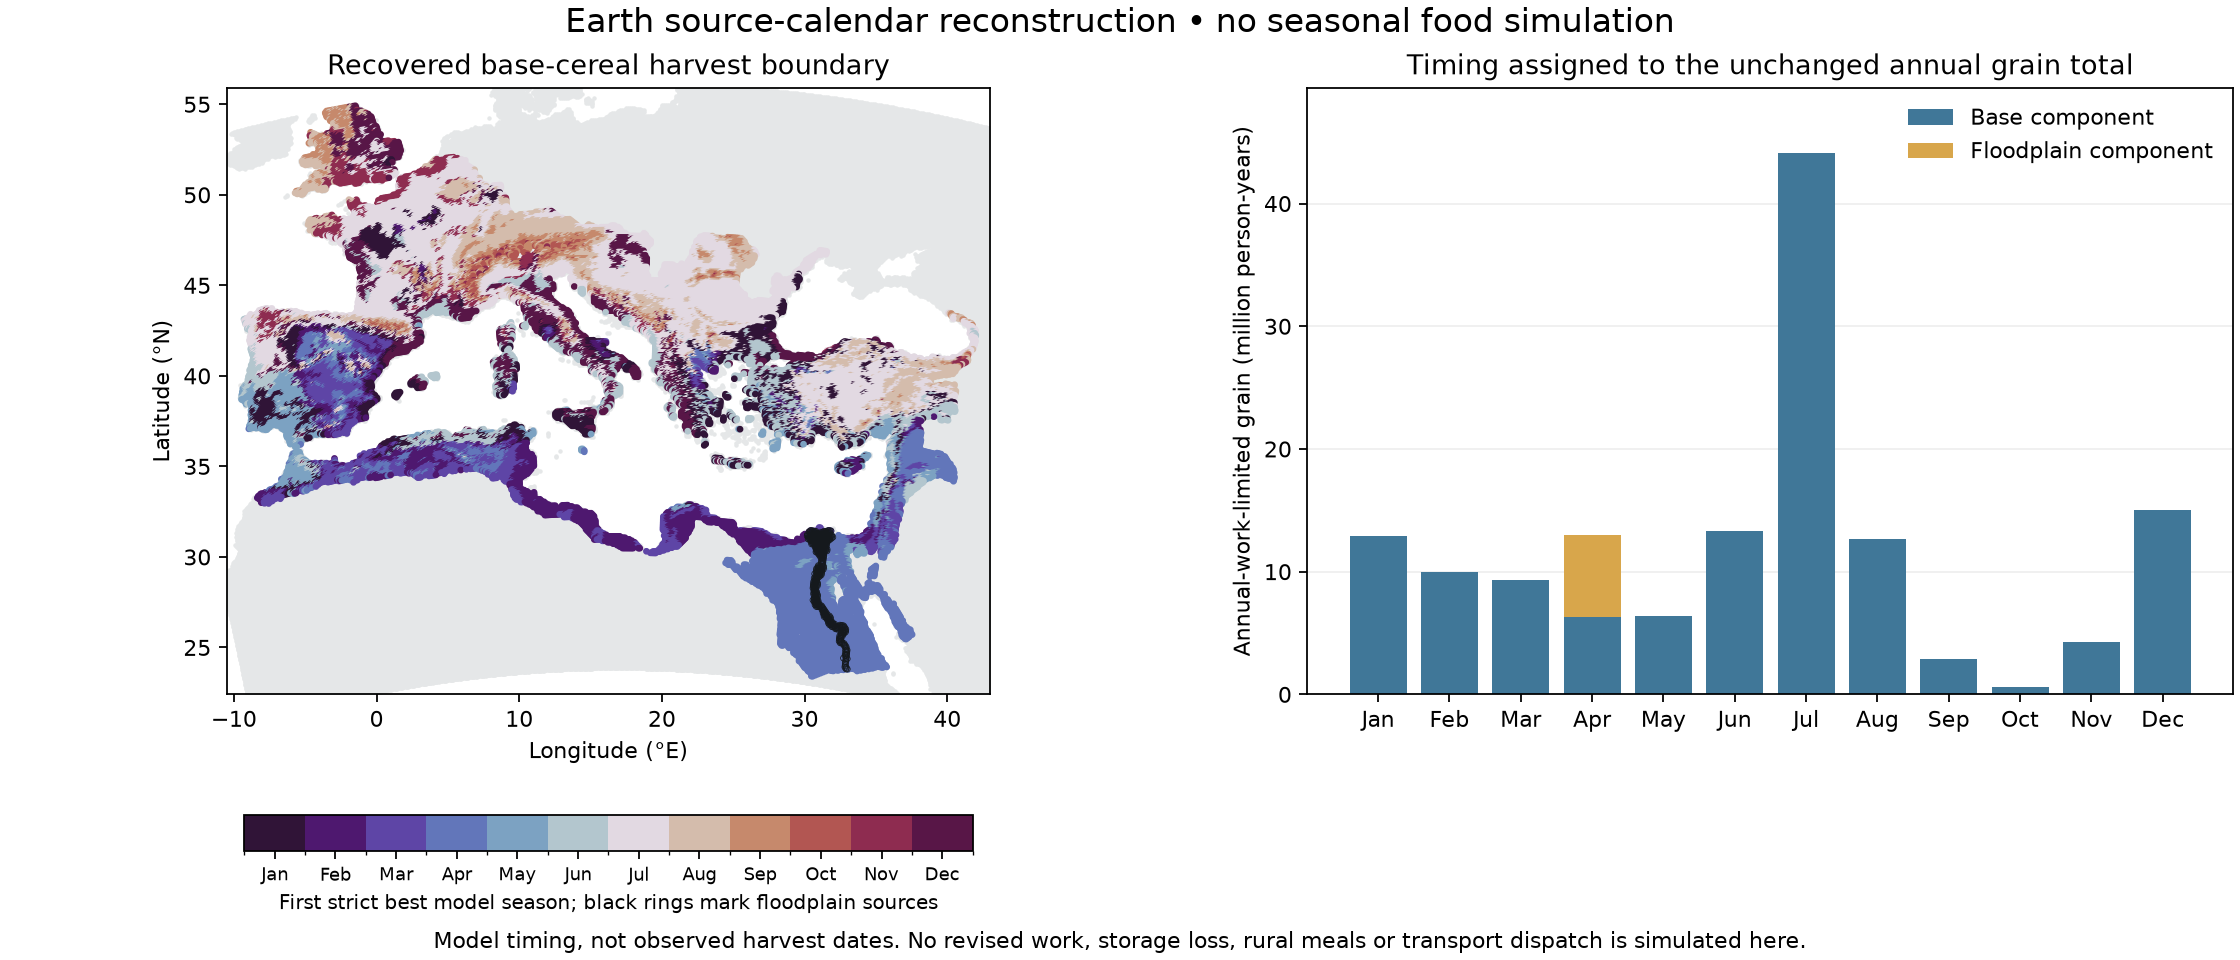 Earth source-calendar reconstruction • no seasonal food simulation
Recovered base-cereal harvest boundary
55
50
45
40
35
30
25
Latitude (°N)
−10
0
10
20
30
40
Longitude (°E)
Jan
Feb
Mar
Apr
May
Jun
Jul
Aug
Sep
Oct
Nov
Dec
First strict best model season; black rings mark floodplain sources
Timing assigned to the unchanged annual grain total
Base component
Floodplain component
Annual-work-limited grain (million person-years)
40
30
20
10
0
Jan
Feb
Mar
Apr
May
Jun
Jul
Aug
Sep
Oct
Nov
Dec
Model timing, not observed harvest dates. No revised work, storage loss, rural meals or transport dispatch is simulated here.